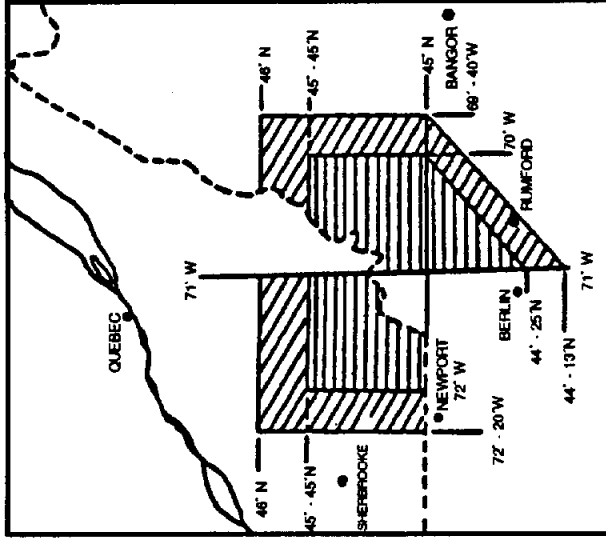 QUEBEC
71° W
46° N
46° N
45° - 45'N
45° - 45'N
SHERBROOKE
45° N
NEWPORT
BANGOR
72° W
69° - 40'W
72° - 20'W
BERLIN
70° W
RUMFORD
44° - 25'N
44° - 13'N
71° W